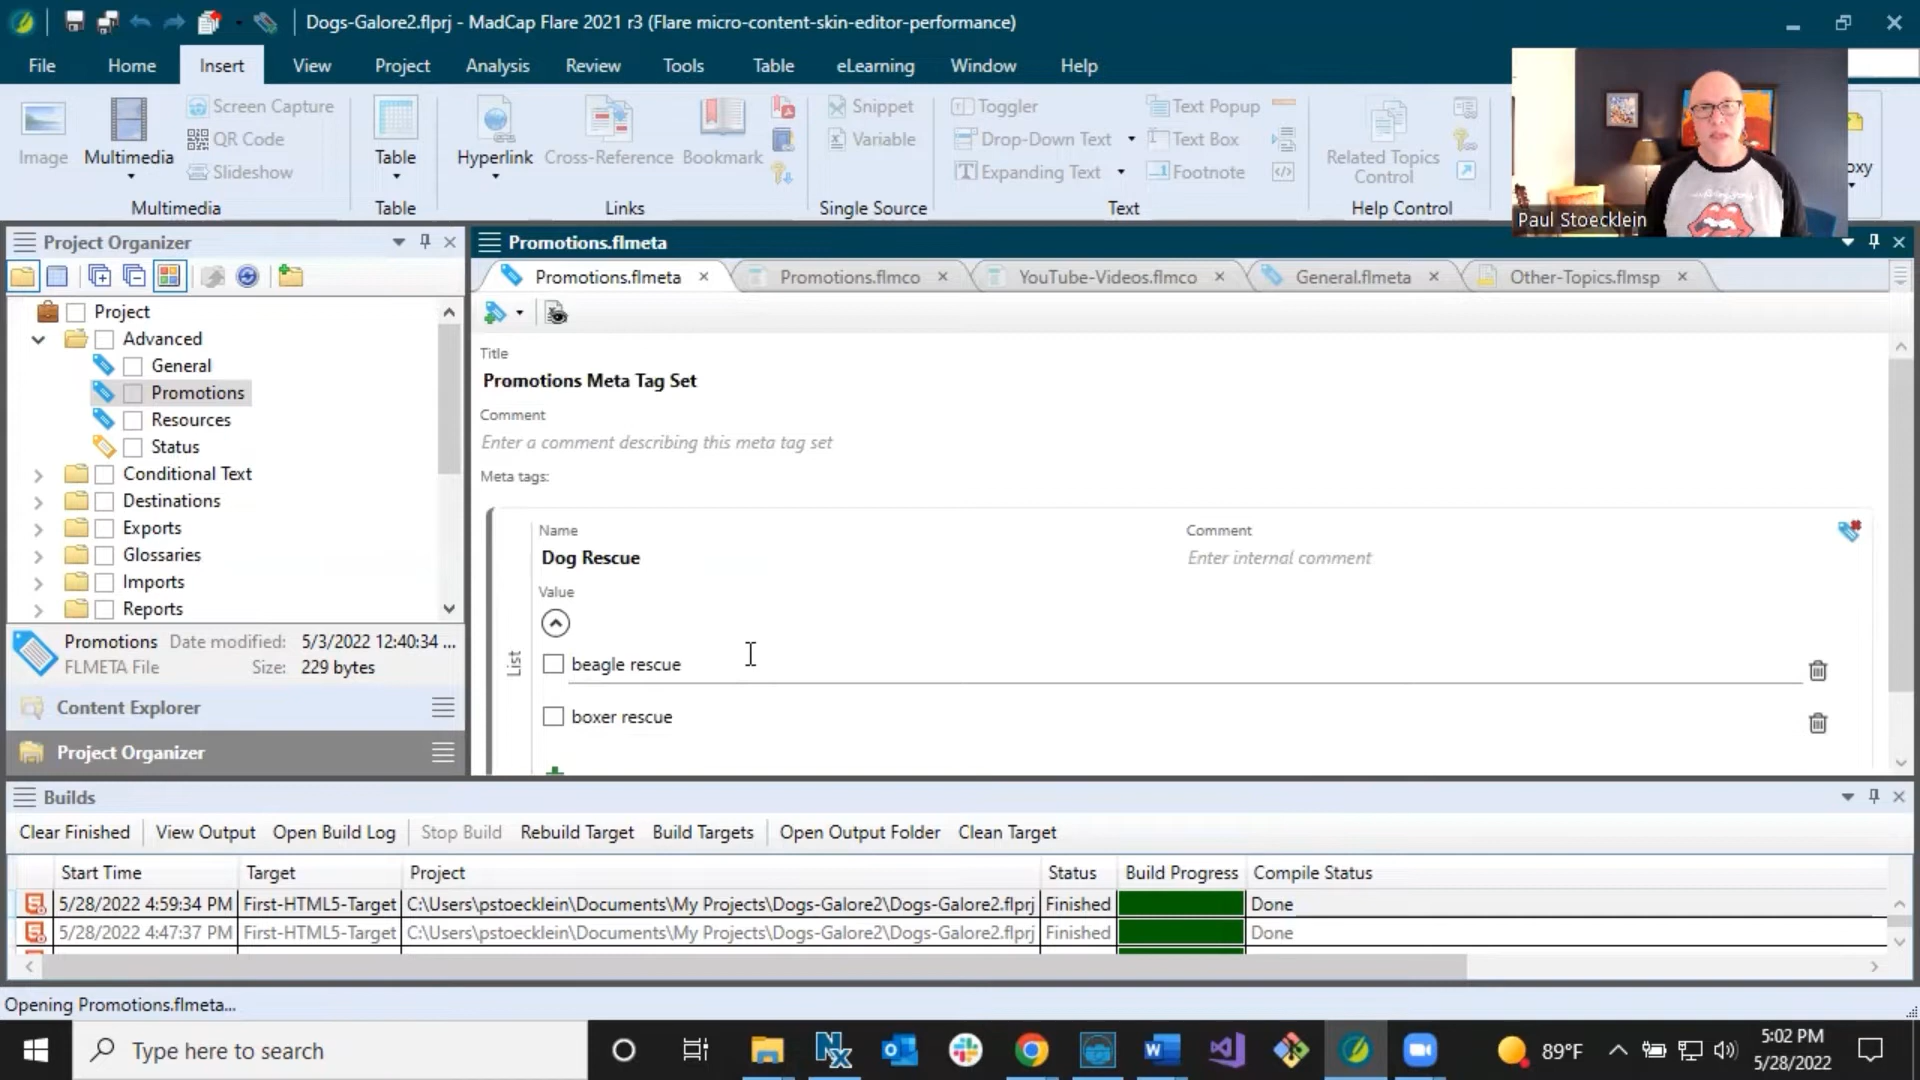 Dogs-Galore2.flprj - MadCap Flare 2021 r3 (Flare micro-content-skin-editor-performance)
File Home Insert View Project Analysis Review Tools Table eLearning Window Help
Image
Multimedia
Screen Capture
QR Code
Slideshow
Multimedia
Table
Table
Hyperlink
Cross-Reference
Bookmark
Links
Snippet
Variable
Single Source
Toggler
Drop-Down Text
Expanding Text
Text Popup
Text Box
Footnote
Text
Related Topics
Control
Help Control
oxy
Paul Stoecklein
Project Organizer
Project
Advanced
General
Promotions
Resources
Status
Conditional Text
Destinations
Exports
Glossaries
Imports
Reports
Promotions Date modified: 5/3/2022 12:40:34 ...
FLMETA File Size: 229 bytes
Content Explorer
Project Organizer
Promotions.flmeta
Promotions.flmeta Promotions.flmco YouTube-Videos.flmco General.flmeta Other-Topics.flmsp
Title
Promotions Meta Tag Set
Comment
Enter a comment describing this meta tag set
Meta tags:
List
Name Comment
Dog Rescue Enter internal comment
Value
beagle rescue
boxer rescue
Builds
Clear Finished View Output Open Build Log Stop Build Rebuild Target Build Targets Open Output Folder Clean Target
Start Time Target Project Status Build Progress Compile Status
5/28/2022 4:59:34 PM First-HTML5-Target C:\Users\pstoecklein\Documents\My Projects\Dogs-Galore2\Dogs-Galore2.flprj Finished Done
5/28/2022 4:47:37 PM First-HTML5-Target C:\Users\pstoecklein\Documents\My Projects\Dogs-Galore2\Dogs-Galore2.flprj Finished Done
Opening Promotions.flmeta...
Type here to search
89°F
5:02 PM
5/28/2022